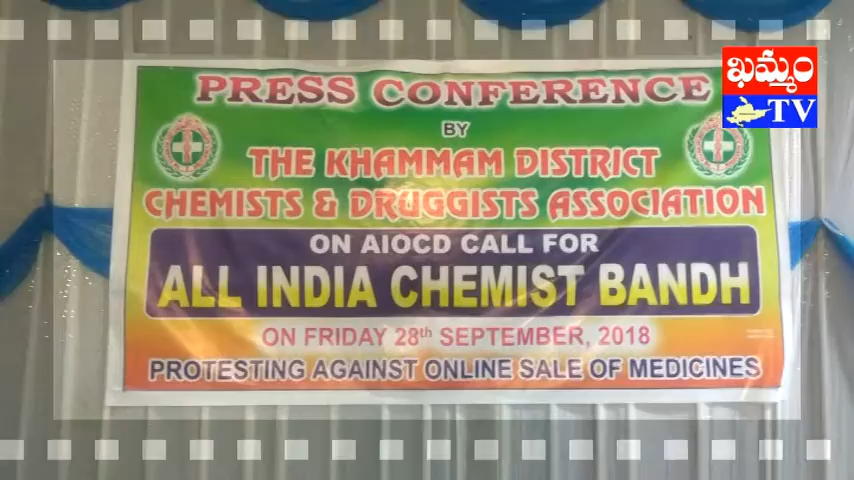 ఖమ్మం
TV
PRESS CONFERENCE
BY
THE KHAMMAM DISTRICT
CHEMISTS & DRUGGISTS ASSOCIATION
ON AIOCD CALL FOR
ALL INDIA CHEMIST BANDH
ON FRIDAY 28th SEPTEMBER, 2018
PROTESTING AGAINST ONLINE SALE OF MEDICINES